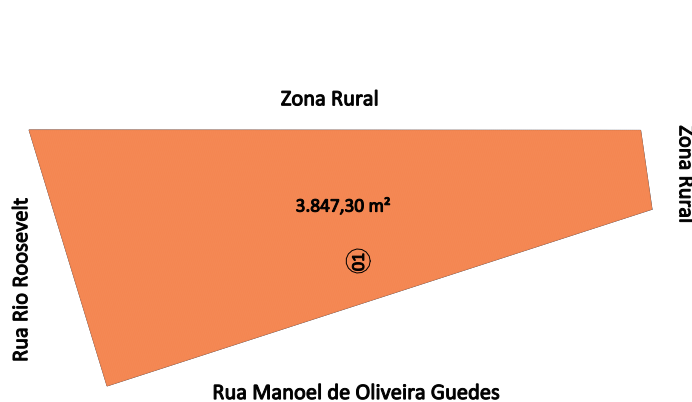 Zona Rural
Zona Rural
3.847,30 m²
01
Rua Rio Roosevelt
Rua Manoel de Oliveira Guedes